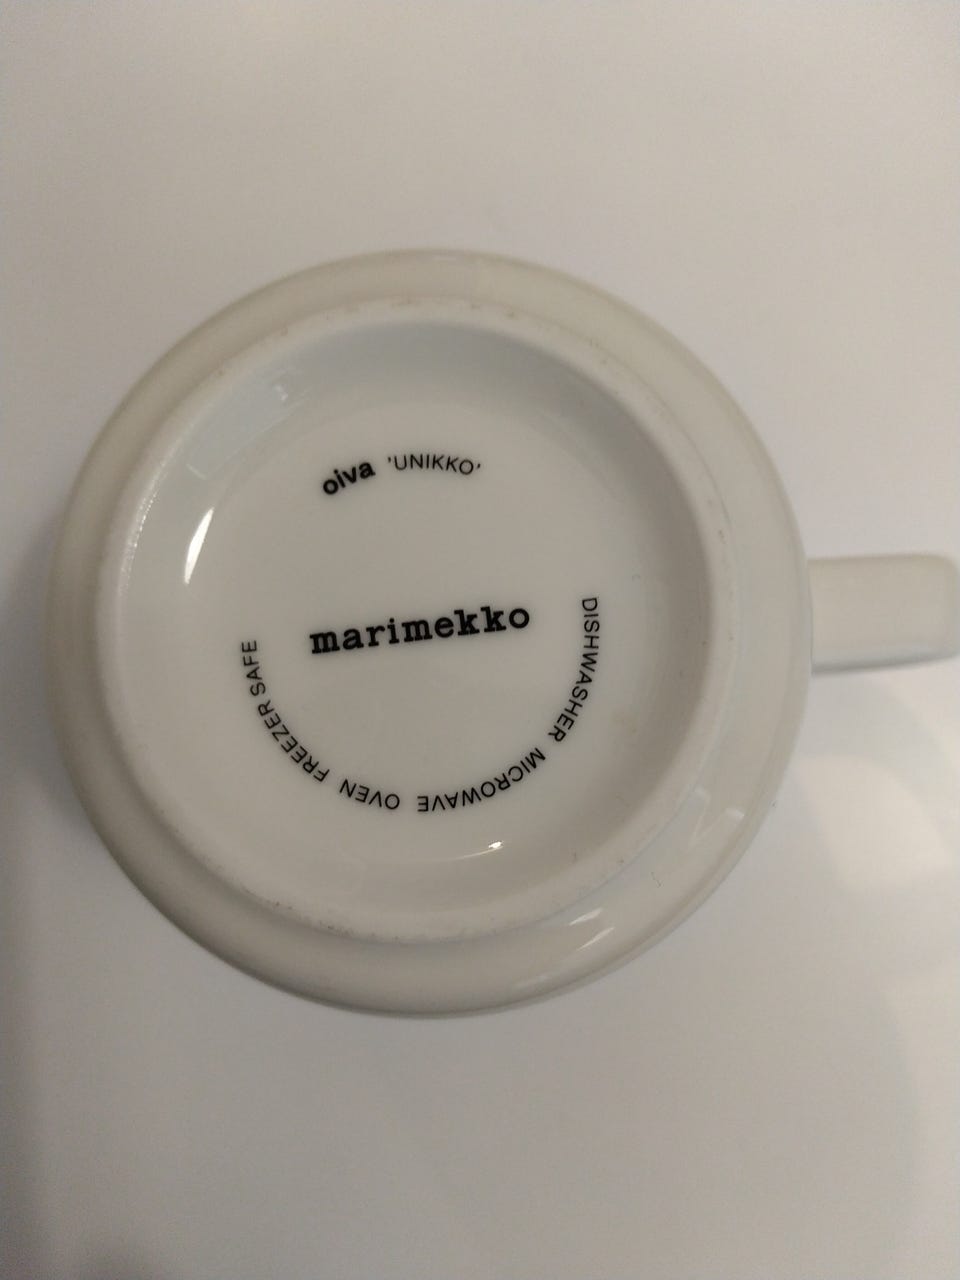 oiva 'UNIKKO'
marimekko
DISHWASHER MICROWAVE OVEN FREEZER SAFE